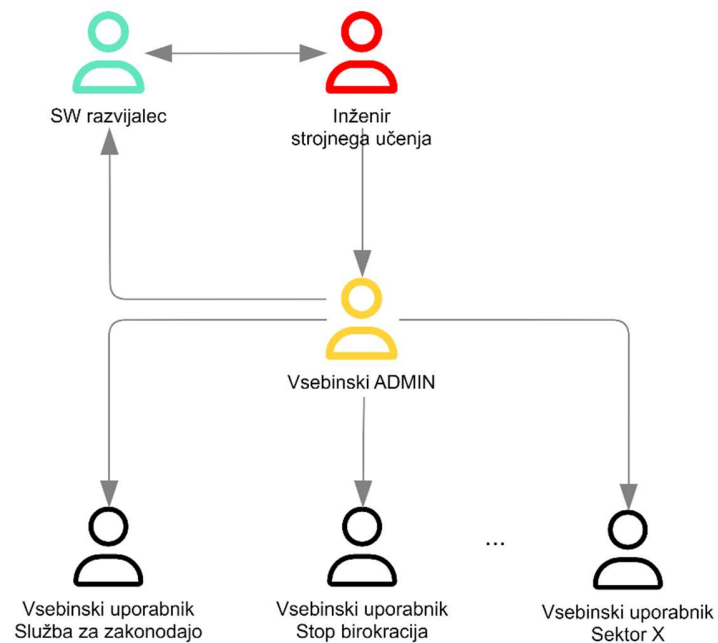 SW razvijalec
Inženir
strojnega učenja
Vsebinski ADMIN
...
Vsebinski uporabnik
Služba za zakonodajo
Vsebinski uporabnik
Stop birokracija
Vsebinski uporabnik
Sektor X